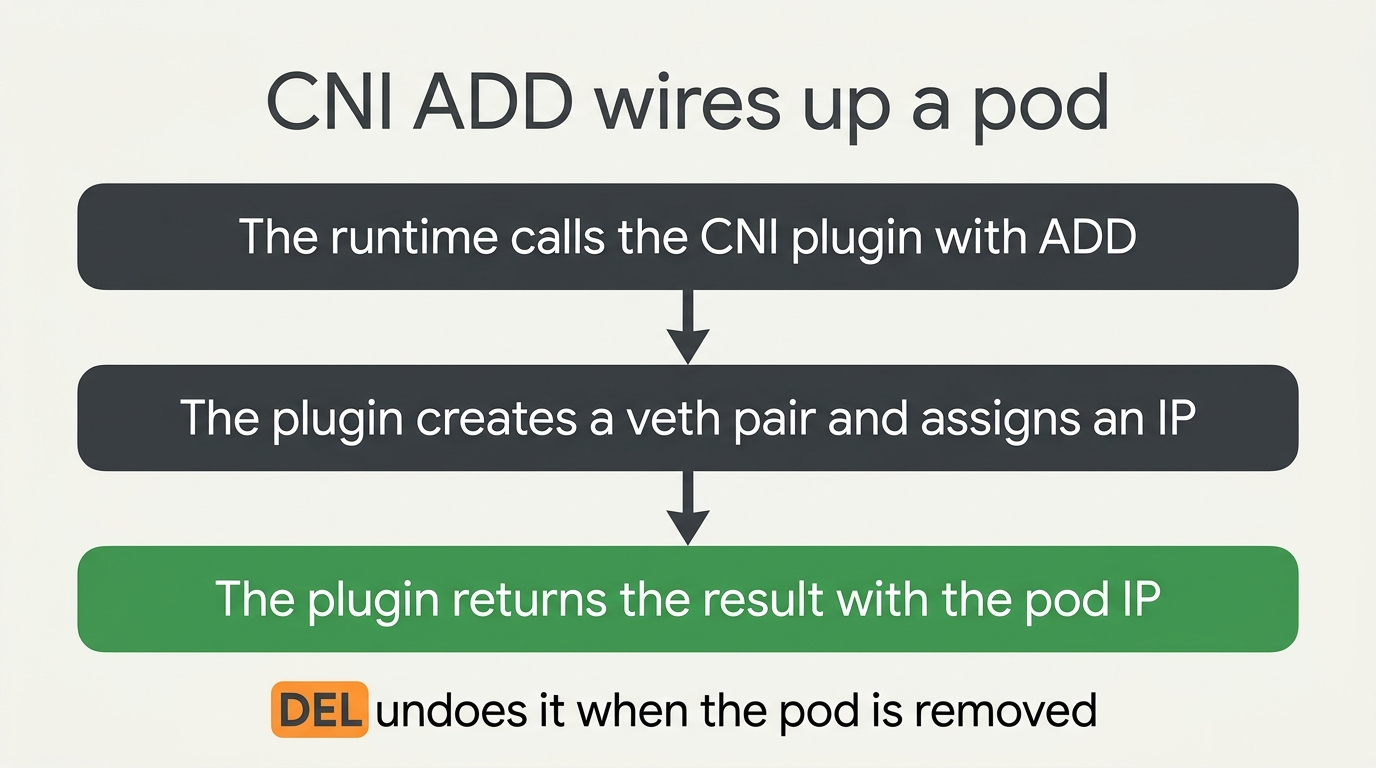 CNI ADD wires up a pod
The runtime calls the CNI plugin with ADD
The plugin creates a veth pair and assigns an IP
The plugin returns the result with the pod IP
DEL undoes it when the pod is removed